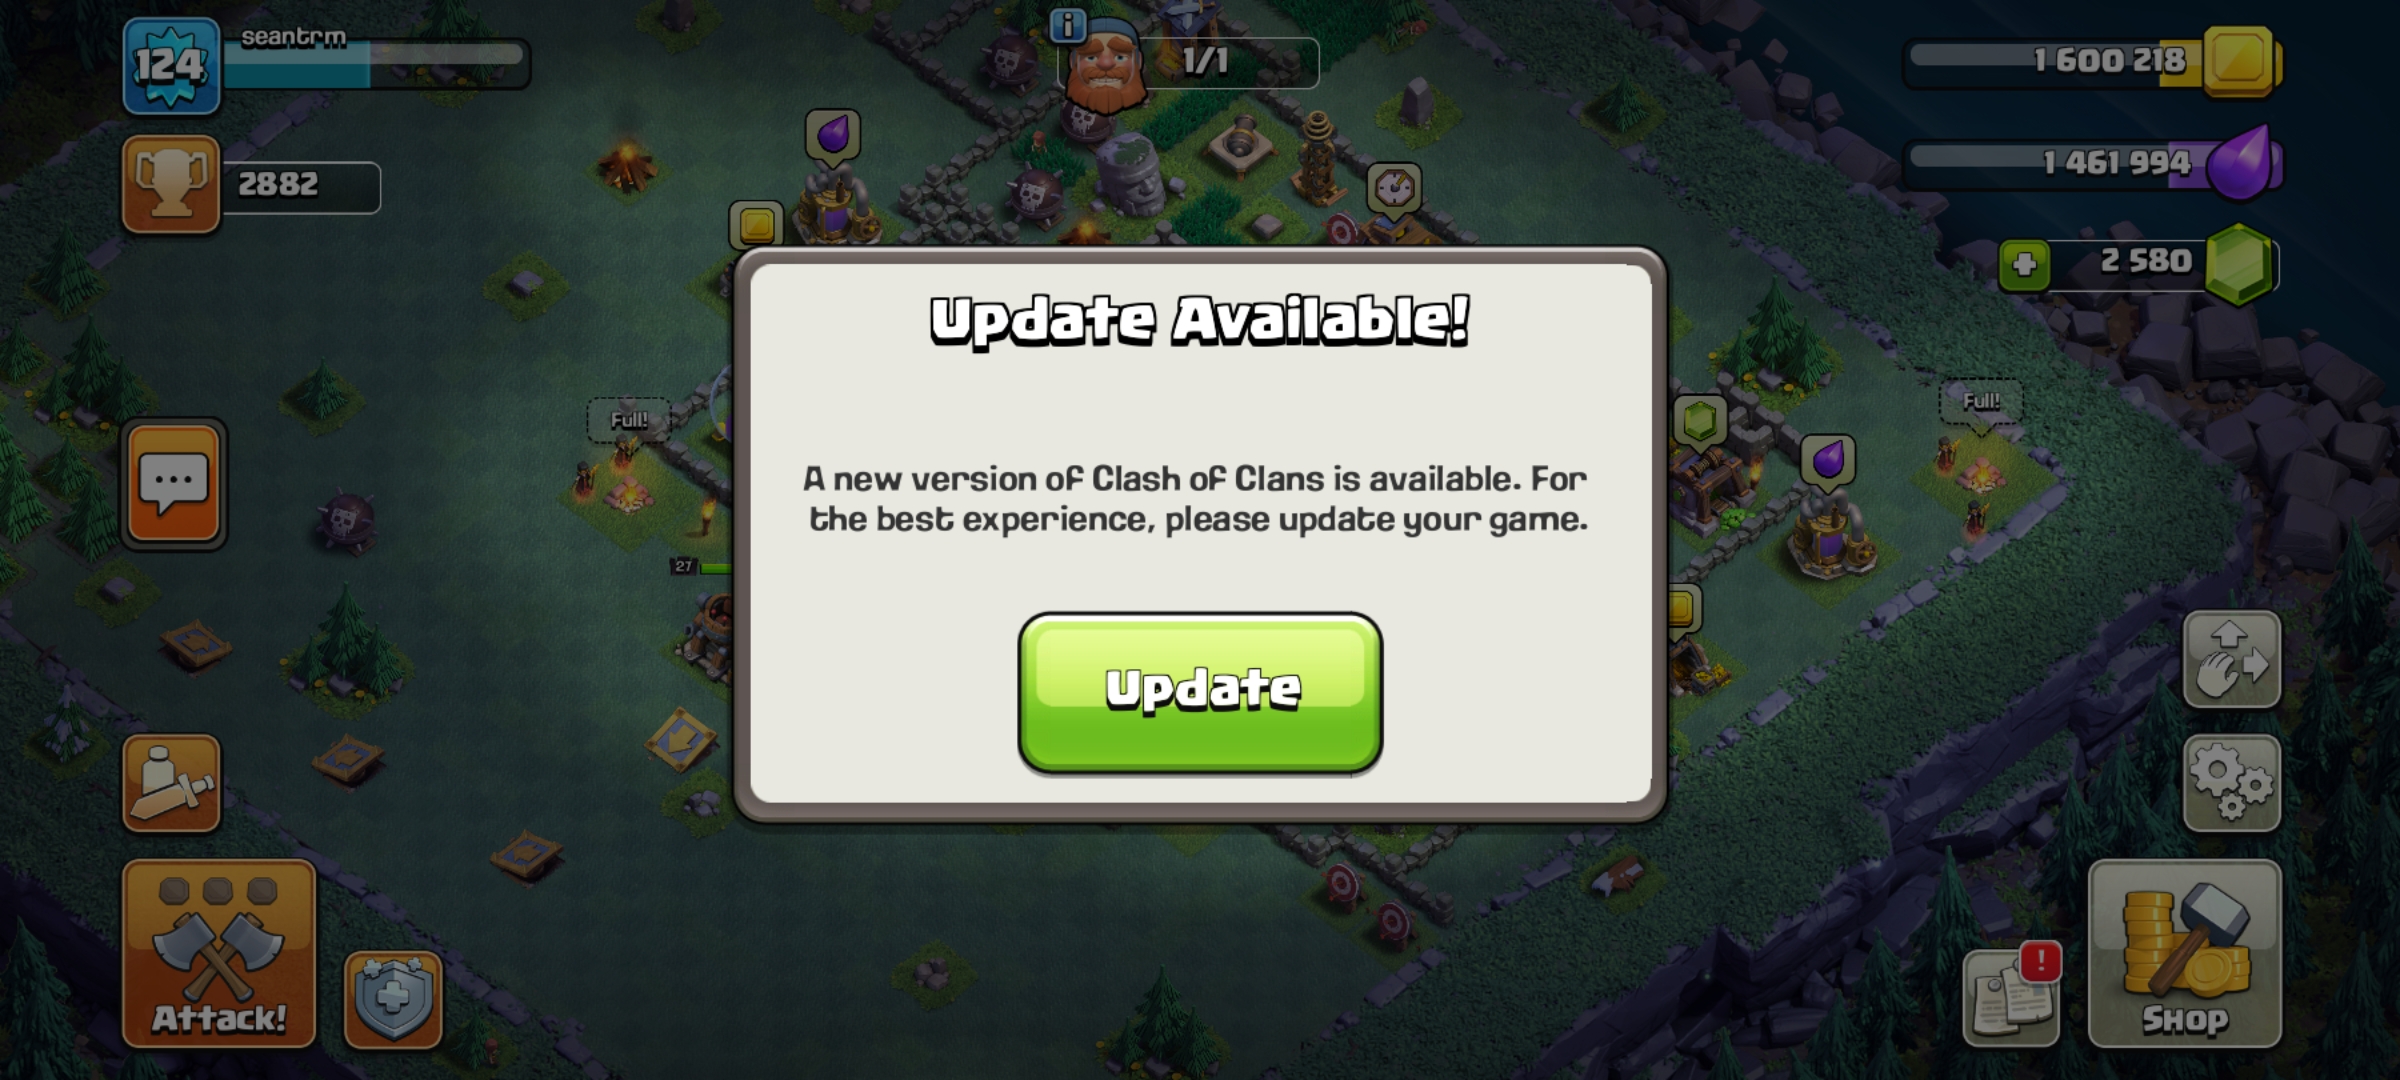 124
seantrm
1/1
1 600 218
2882
1 461 994
2 580
Update Available!
Full!
Full!
A new version of Clash of Clans is available. For
the best experience, please update your game.
27
Update
Attack!
!
Shop